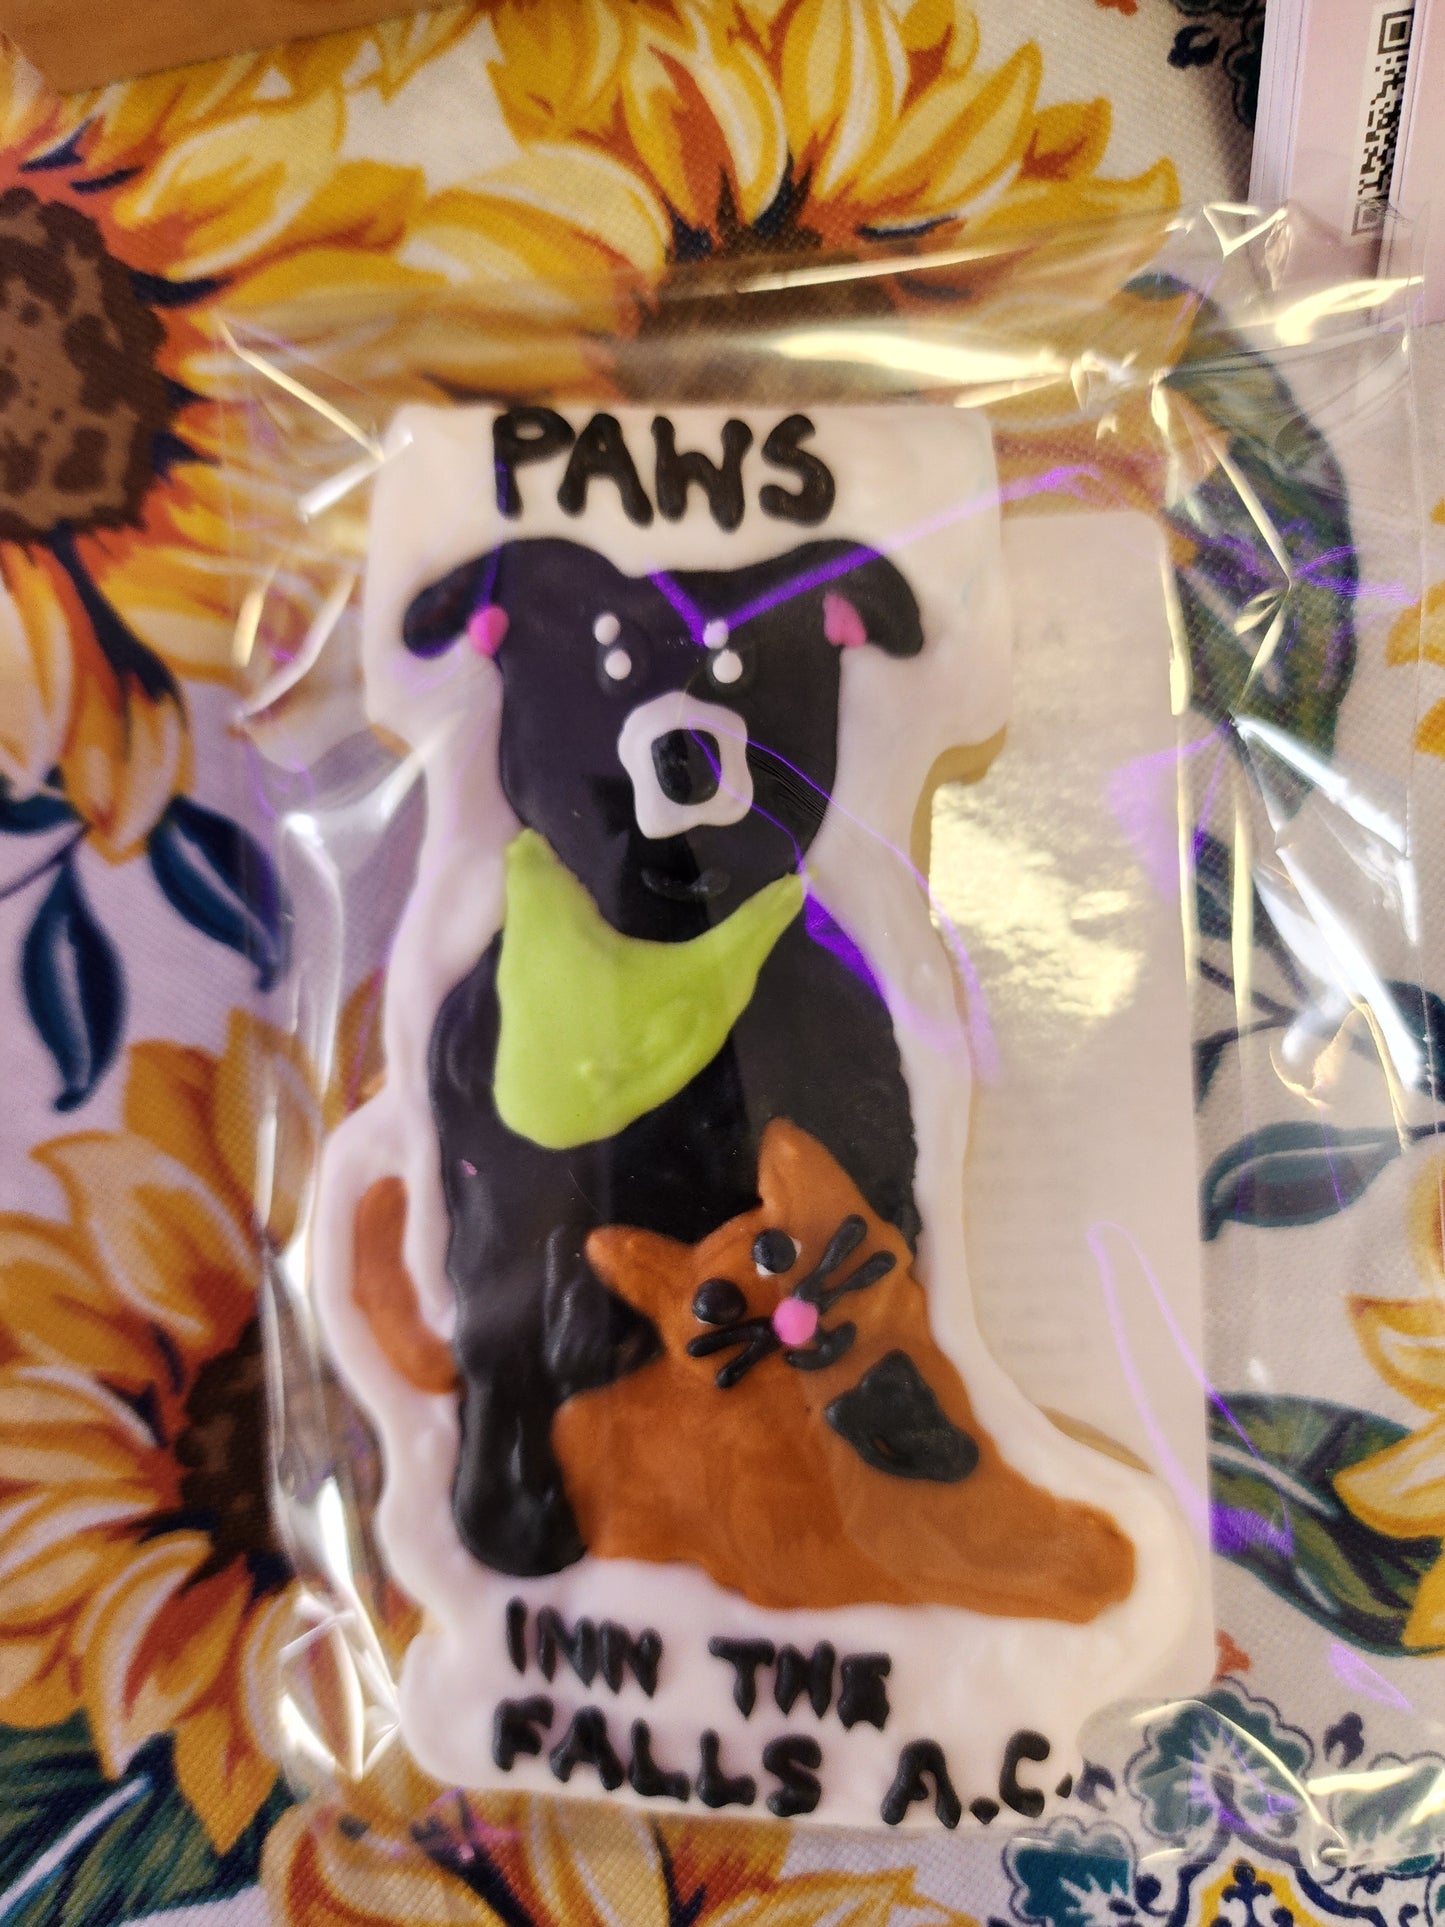 PAWS
INN THE
FALLS A.C.